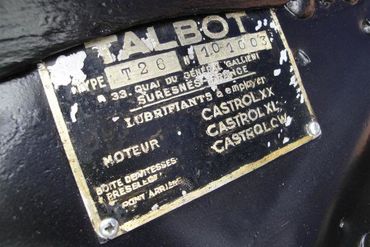 TALBOT
TYPE T26 N° 101003
33. QUAI DU GÉNÉRAL GALLIENI
SURESNES-FRANCE
LUBRIFIANTS à employer
MOTEUR CASTROL XX
CASTROL XL
CASTROL CW
BOITE DE VITESSES
PRESELECT
PONT ARRIÈRE